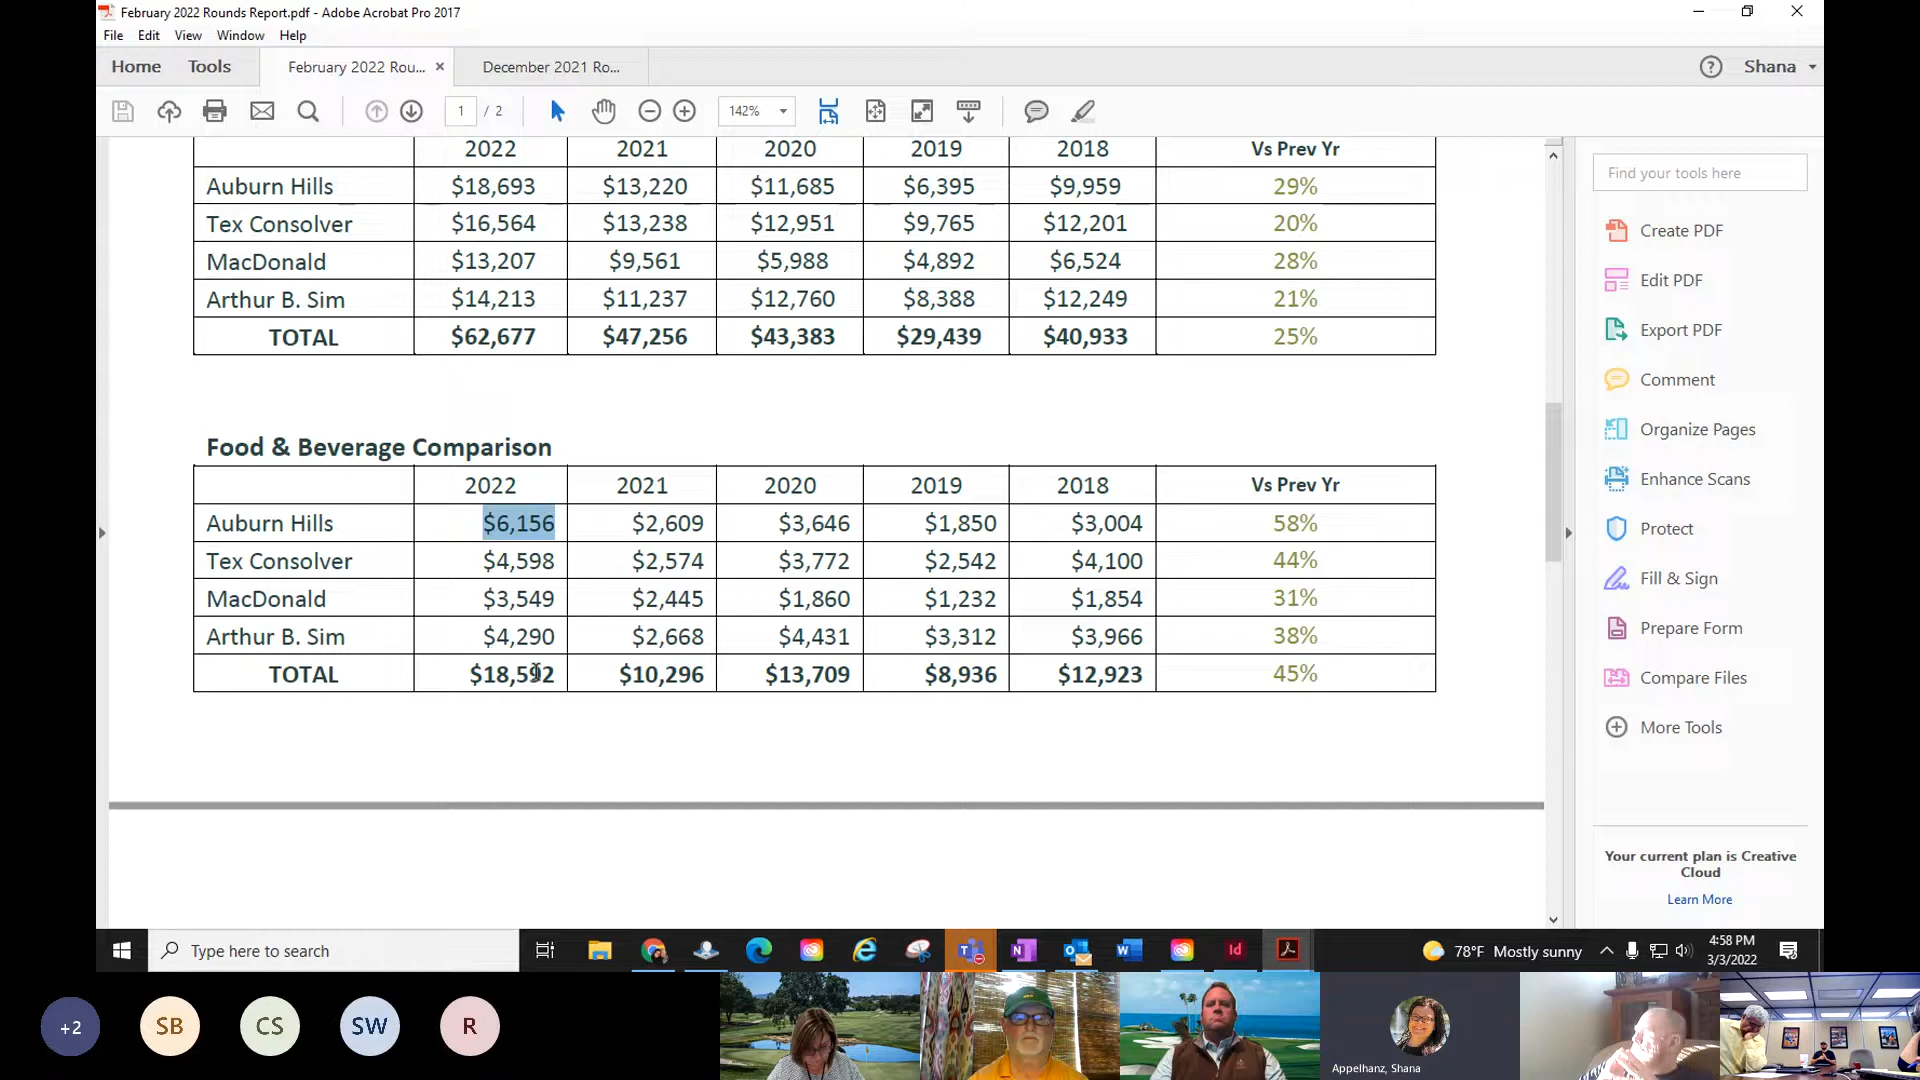 February 2022 Rounds Report.pdf - Adobe Acrobat Pro 2017
File Edit View Window Help
Home Tools February 2022 Rou... × December 2021 Ro... Shana
1 / 2 142%
2022 2021 2020 2019 2018 Vs Prev Yr
Auburn Hills $18,693 $13,220 $11,685 $6,395 $9,959 29%
Tex Consolver $16,564 $13,238 $12,951 $9,765 $12,201 20%
MacDonald $13,207 $9,561 $5,988 $4,892 $6,524 28%
Arthur B. Sim $14,213 $11,237 $12,760 $8,388 $12,249 21%
TOTAL $62,677 $47,256 $43,383 $29,439 $40,933 25%
Food & Beverage Comparison
2022 2021 2020 2019 2018 Vs Prev Yr
Auburn Hills $6,156 $2,609 $3,646 $1,850 $3,004 58%
Tex Consolver $4,598 $2,574 $3,772 $2,542 $4,100 44%
MacDonald $3,549 $2,445 $1,860 $1,232 $1,854 31%
Arthur B. Sim $4,290 $2,668 $4,431 $3,312 $3,966 38%
TOTAL $18,592 $10,296 $13,709 $8,936 $12,923 45%
Find your tools here
Create PDF
Edit PDF
Export PDF
Comment
Organize Pages
Enhance Scans
Protect
Fill & Sign
Prepare Form
Compare Files
More Tools
Your current plan is Creative
Cloud
Learn More
Type here to search
78°F Mostly sunny
4:58 PM
3/3/2022
+2 SB CS SW R
Appelhanz, Shana